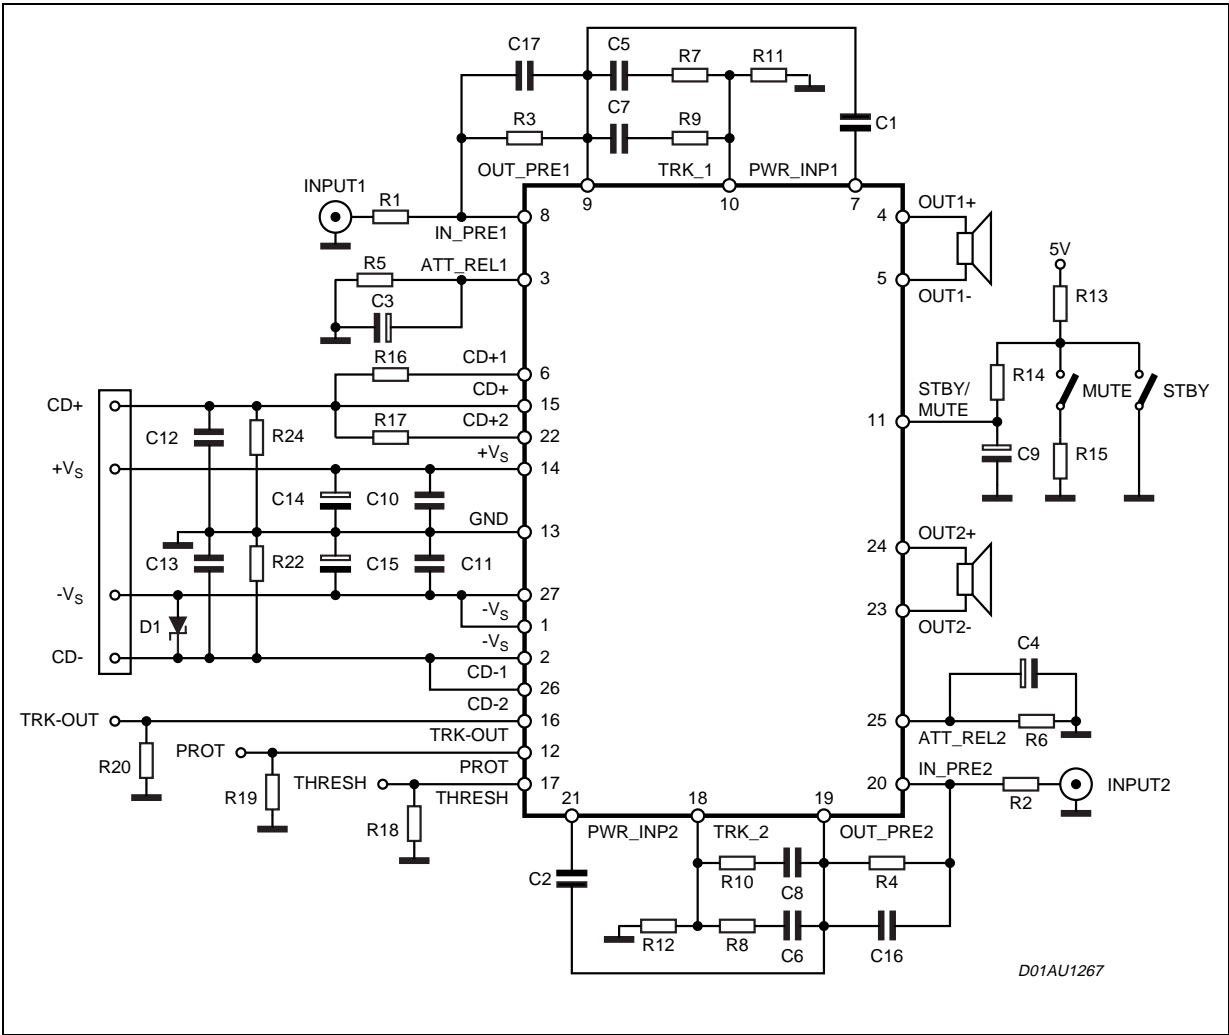 C17 C5 R7 R11
R3 C7 R9 C1
OUT_PRE1 TRK_1 PWR_INP1
INPUT1 R1 9 10 7
8 4 OUT1+
IN_PRE1
R5 ATT_REL1 3 5 OUT1-
5V
C3 R13
R16 CD+1 6
CD+ CD+ 15 STBY/ R14 MUTE STBY
MUTE
C12 R24 R17 CD+2 22 11 C9 R15
+VS +VS 14
C14 C10
GND 13 24 OUT2+
C13 R22 C15 C11
-VS 27 23 OUT2-
D1 -VS 1
-VS
CD- 2 C4
CD-1
26
CD-2
TRK-OUT 16 25
TRK-OUT ATT_REL2 R6
R20 PROT 12
PROT IN_PRE2
R19 THRESH 17 20 R2 INPUT2
THRESH
R18 21 18 19
PWR_INP2 TRK_2 OUT_PRE2
C2 R10 C8 R4
R12 R8 C6 C16
D01AU1267